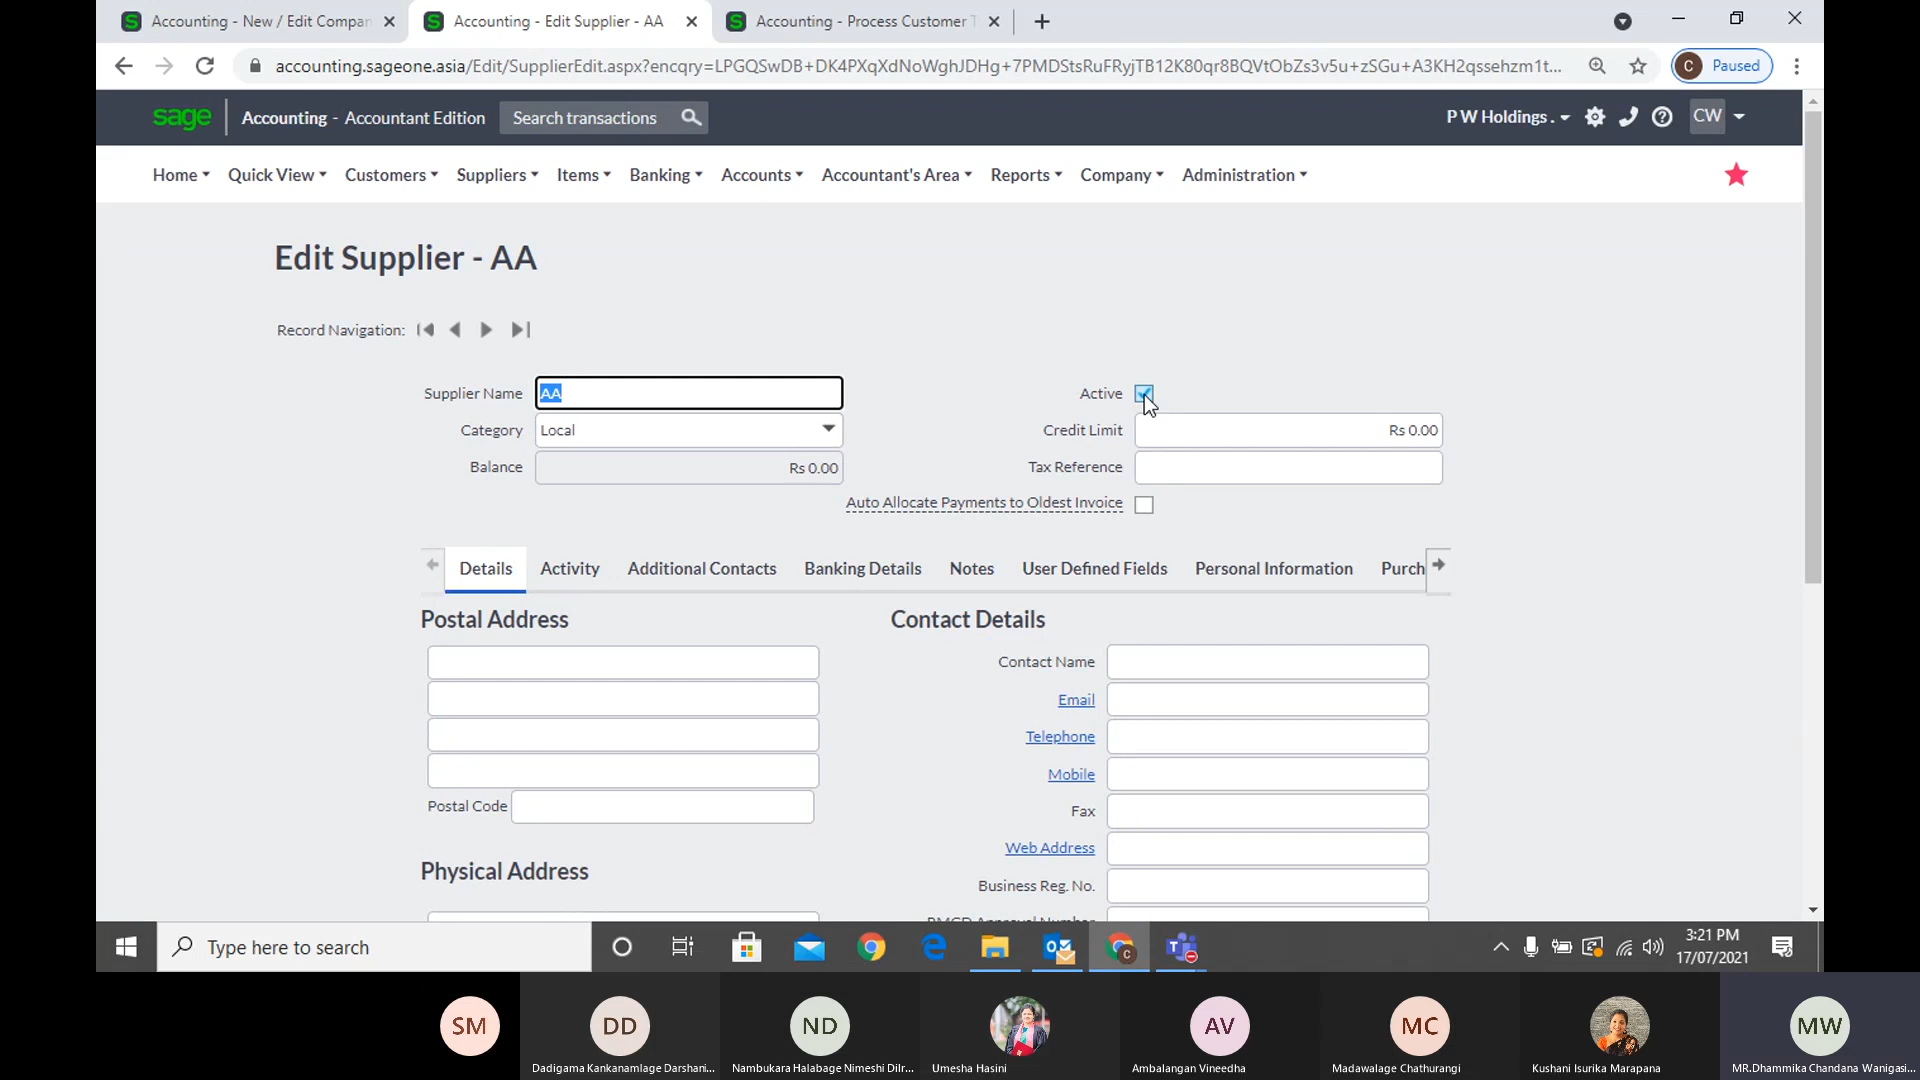 Accounting - New / Edit Compan
Accounting - Edit Supplier - AA
Accounting - Process Customer T
accounting.sageone.asia/Edit/SupplierEdit.aspx?encqry=LPGQSwDB+DK4PXqXdNoWghJDHg+7PMDStsRuFRyjTB12K80qr8BQVtObZs3v5u+zSGu+A3KH2qssehzm1t...
C Paused
sage Accounting - Accountant Edition Search transactions P W Holdings . CW
Home Quick View Customers Suppliers Items Banking Accounts Accountant's Area Reports Company Administration
Edit Supplier - AA
Record Navigation:
Supplier Name AA Active
Category Local Credit Limit Rs 0.00
Balance Rs 0.00 Tax Reference
Auto Allocate Payments to Oldest Invoice
Details Activity Additional Contacts Banking Details Notes User Defined Fields Personal Information Purch
Postal Address Contact Details
Contact Name
Email
Telephone
Mobile
Postal Code
Fax
Web Address
Physical Address
Business Reg. No.
Type here to search
3:21 PM
17/07/2021
SM DD ND AV MC MW
Dadigama Kankanamlage Darshani... Nambukara Halabage Nimeshi Dilr... Umesha Hasini Ambalangan Vineedha Madawalage Chathurangi Kushani Isurika Marapana MR.Dhammika Chandana Wanigasi...